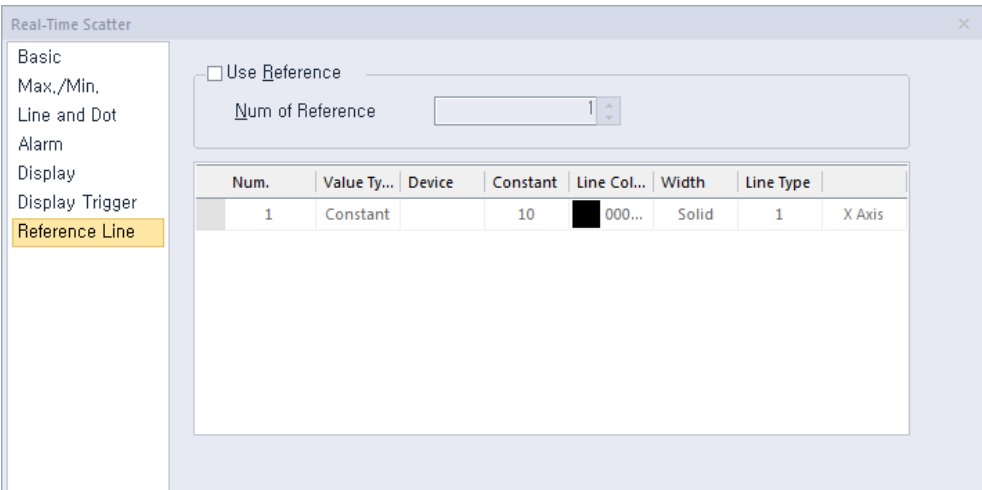 Real-Time Scatter
Basic
Max./Min.
Line and Dot
Alarm
Display
Display Trigger
Reference Line
Use Reference
Num of Reference 1
Num. Value Ty... Device Constant Line Col... Width Line Type
1 Constant 10 000... Solid 1 X Axis